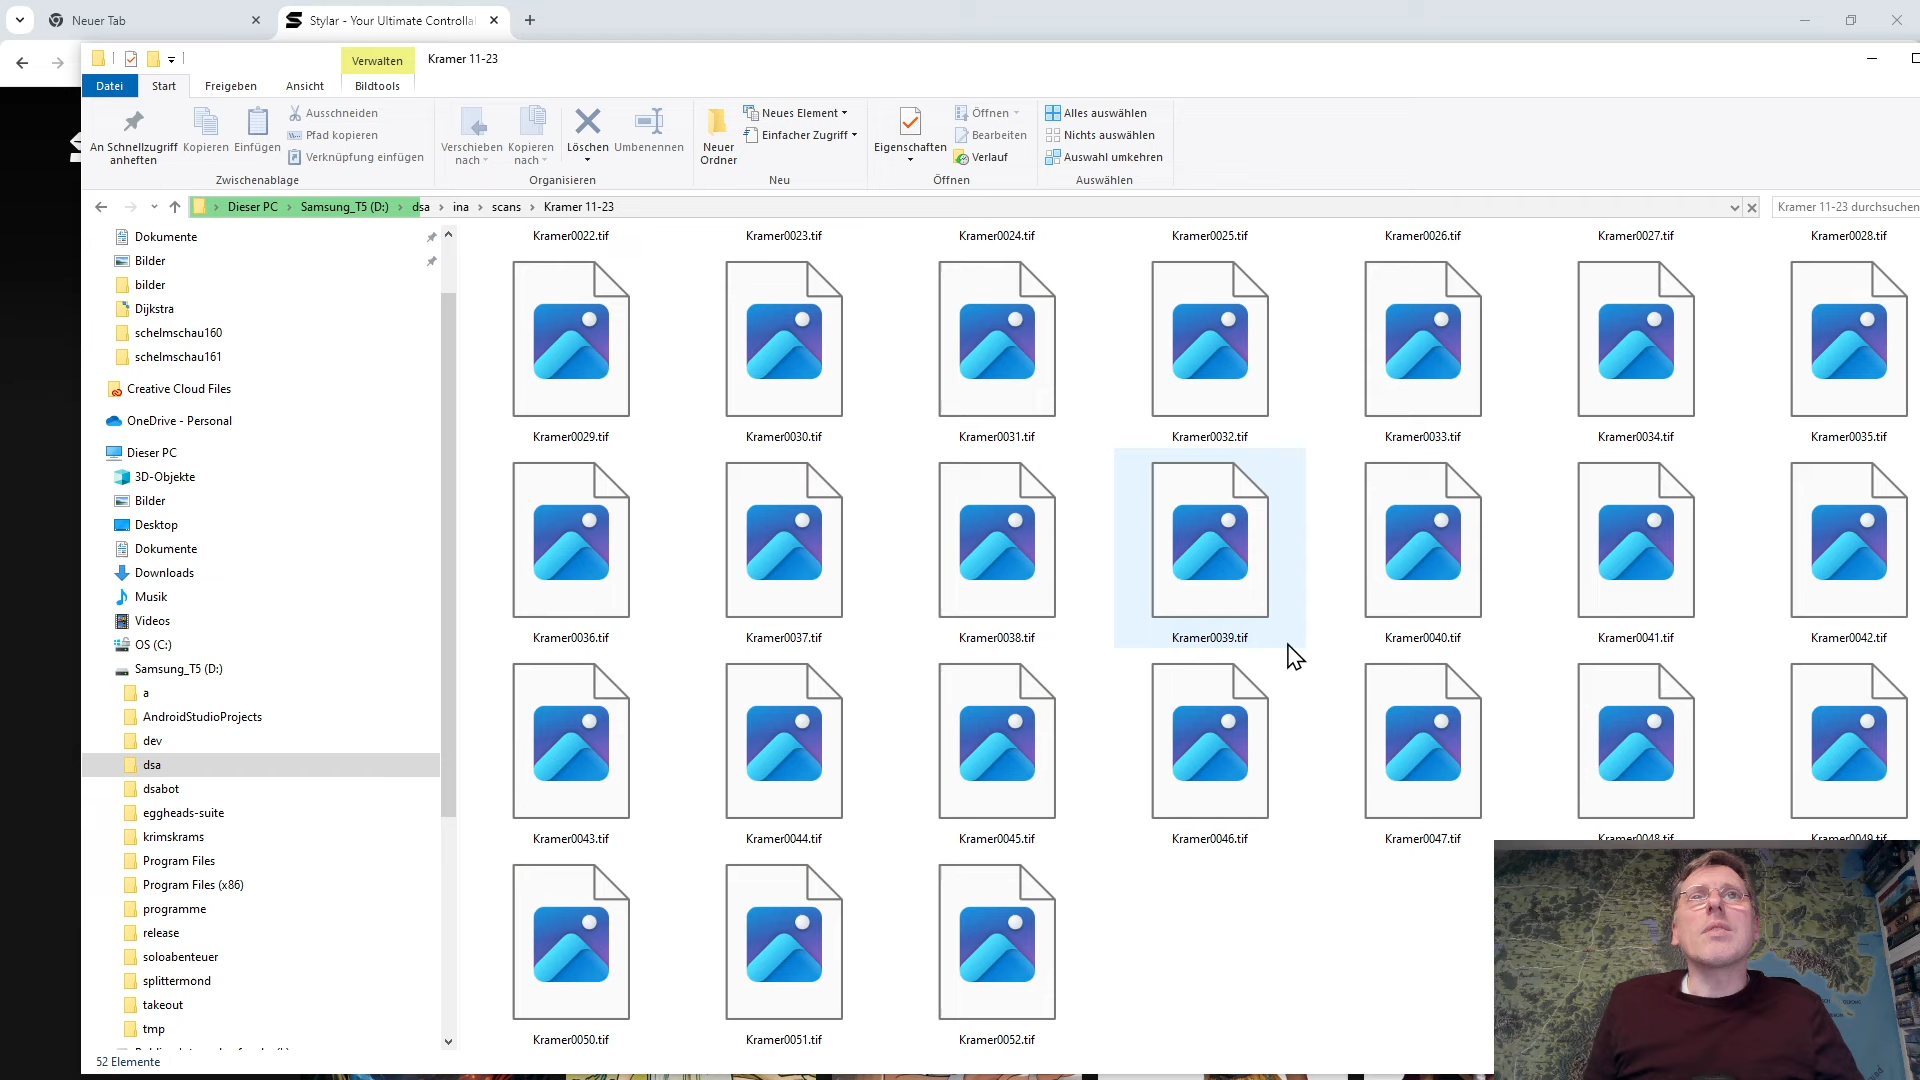 Neuer Tab
Stylar - Your Ultimate Controlla
Verwalten
Kramer 11-23
Datei
Start
Freigeben
Ansicht
Bildtools
An Schnellzugriff
anheften
Kopieren
Einfügen
Ausschneiden
Pfad kopieren
Verknüpfung einfügen
Zwischenablage
Verschieben
nach
Kopieren
nach
Löschen
Umbenennen
Organisieren
Neuer
Ordner
Neues Element
Einfacher Zugriff
Neu
Eigenschaften
Öffnen
Bearbeiten
Verlauf
Öffnen
Alles auswählen
Nichts auswählen
Auswahl umkehren
Auswählen
Dieser PC
Samsung_T5 (D:)
dsa
ina
scans
Kramer 11-23
Kramer 11-23 durchsuchen
Dokumente
Bilder
bilder
Dijkstra
schelmschau160
schelmschau161
Creative Cloud Files
OneDrive - Personal
Dieser PC
3D-Objekte
Bilder
Desktop
Dokumente
Downloads
Musik
Videos
OS (C:)
Samsung_T5 (D:)
a
AndroidStudioProjects
dev
dsa
dsabot
eggheads-suite
krimskrams
Program Files
Program Files (x86)
programme
release
soloabenteuer
splittermond
takeout
tmp
52 Elemente
Kramer0022.tif
Kramer0023.tif
Kramer0024.tif
Kramer0025.tif
Kramer0026.tif
Kramer0027.tif
Kramer0028.tif
Kramer0029.tif
Kramer0030.tif
Kramer0031.tif
Kramer0032.tif
Kramer0033.tif
Kramer0034.tif
Kramer0035.tif
Kramer0036.tif
Kramer0037.tif
Kramer0038.tif
Kramer0039.tif
Kramer0040.tif
Kramer0041.tif
Kramer0042.tif
Kramer0043.tif
Kramer0044.tif
Kramer0045.tif
Kramer0046.tif
Kramer0047.tif
Kramer0048.tif
Kramer0049.tif
Kramer0050.tif
Kramer0051.tif
Kramer0052.tif